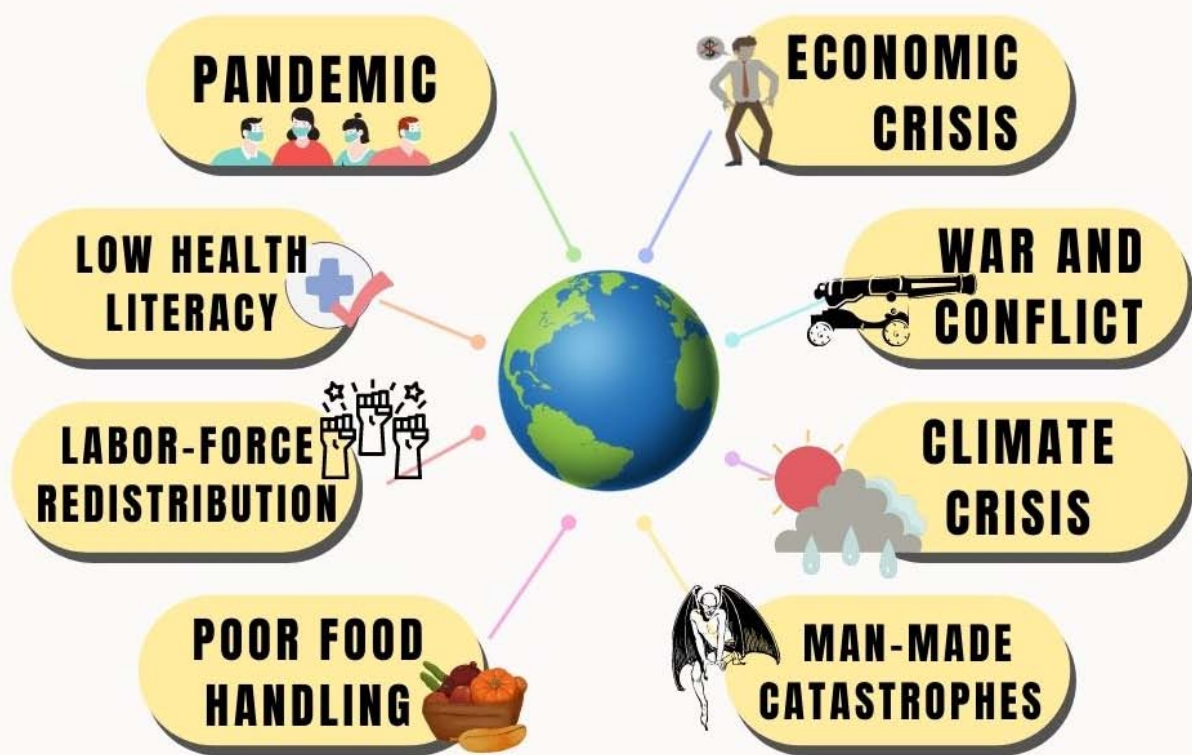 PANDEMIC
ECONOMIC
CRISIS
LOW HEALTH
LITERACY
WAR AND
CONFLICT
LABOR-FORCE
REDISTRIBUTION
CLIMATE
CRISIS
POOR FOOD
HANDLING
MAN-MADE
CATASTROPHES
$